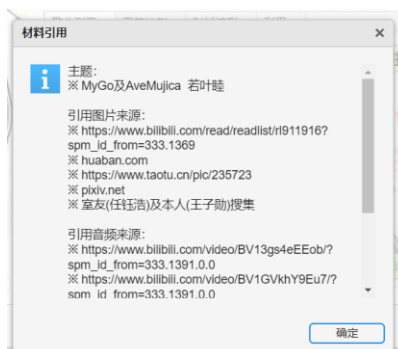 材料引用
主题：
※ MyGo及AveMujica 若叶睦
引用图片来源：
※ https://www.bilibili.com/read/readlist/rl911916?
spm_id_from=333.1369
※ huaban.com
※ https://www.taotu.cn/pic/235723
※ pixiv.net
※ 室友(任钰浩)及本人(王子勋)搜集
引用音频来源：
※ https://www.bilibili.com/video/BV13gs4eEEob/?
spm_id_from=333.1391.0.0
※ https://www.bilibili.com/video/BV1GVkhY9Eu7/?
spm_id_from=333.1391.0.0
确定